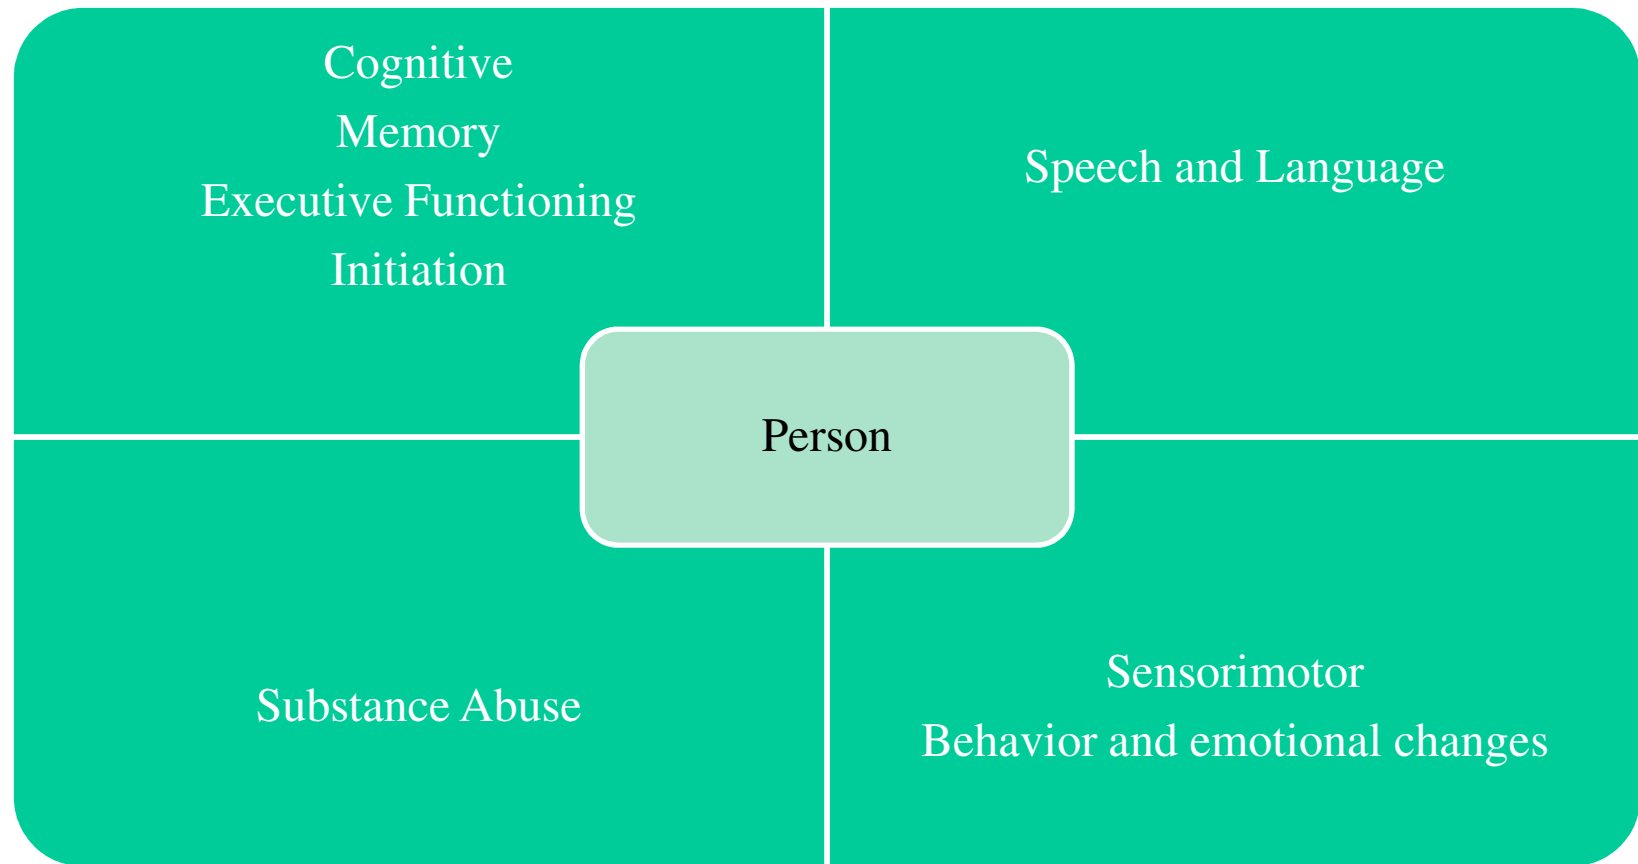 Cognitive
Memory
Executive Functioning
Initiation
Speech and Language
Person
Substance Abuse
Sensorimotor
Behavior and emotional changes